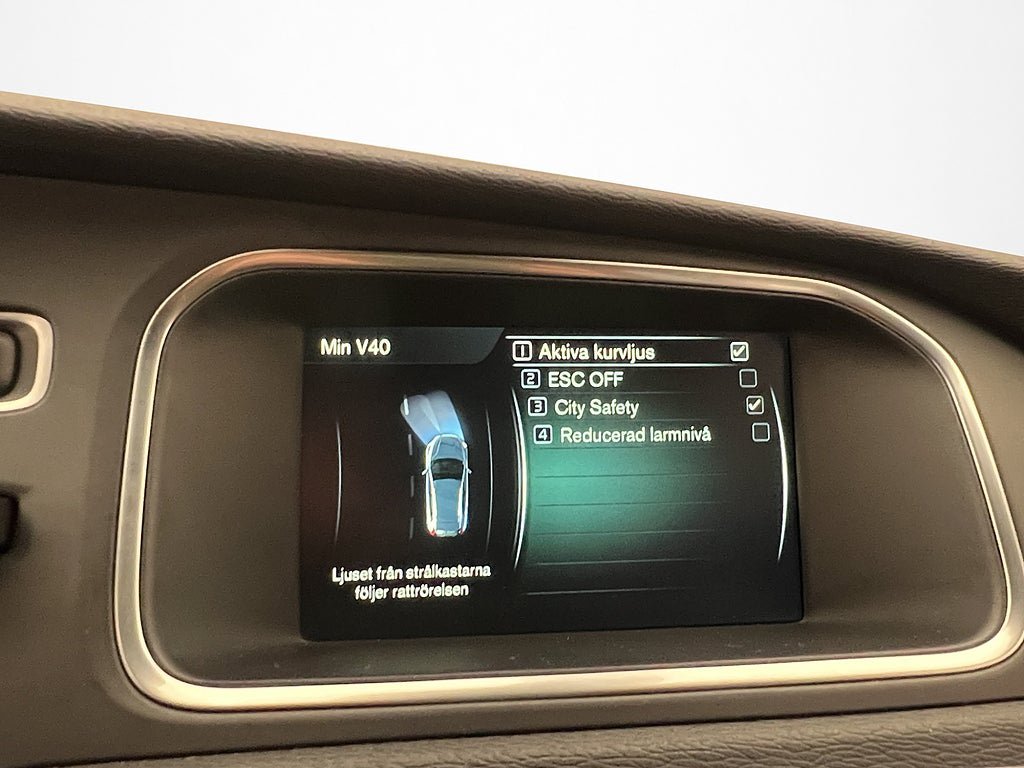 Min V40
1 Aktiva kurvljus
2 ESC OFF
3 City Safety
4 Reducerad larmnivå
Ljuset från strålkastarna
följer rattrörelsen